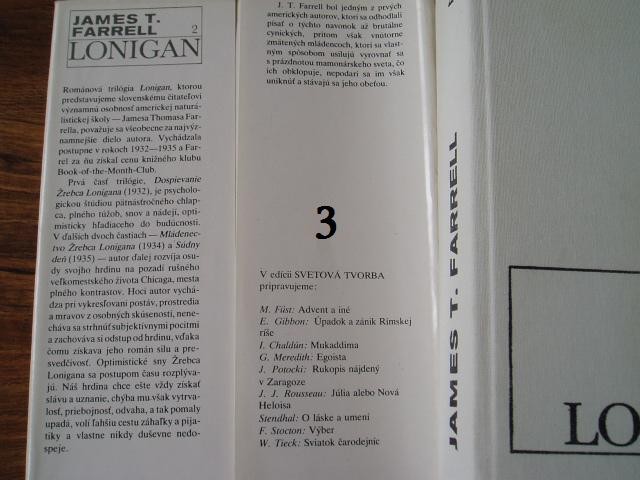 JAMES T.
FARRELL 2
LONIGAN
Románová trilógia Lonigan, ktorou
predstavujeme slovenskému čitateľovi
významnú osobnosť americkej naturá-
listickej školy — Jamesa Thomasa Far-
rella, považuje sa všeobecne za najvýz-
namnejšie dielo autora. Vychádzala
postupne v rokoch 1932—1935 a Far-
rel za ňu získal cenu knižného klubu
Book-of-the-Month-Club.
Prvá časť trilógie, Dospievanie
Žrebca Lonigana (1932), je psycholo-
gickou štúdiou pätnásťročného chlap-
ca, plného túžob, snov a nádejí, opti-
misticky hľadiaceho do budúcnosti.
V ďalších dvoch častiach — Mládenec-
tvo Žrebca Lonigana (1934) a Súdny
deň (1935) — autor ďalej rozvíja osu-
dy svojho hrdinu na pozadí rušného
veľkomestského života Chicaga, mesta
plného kontrastov. Hoci autor vychá-
dza pri vykresľovaní postáv, prostredia
a mravov z osobných skúseností, nene-
cháva sa strhnúť subjektívnymi pocitmi
a zachováva si odstup od hrdinu, vďaka
čomu získava jeho román silu a pre-
svedčivosť. Optimistické sny Žrebca
Lonigana sa postupom času rozplýva-
jú. Náš hrdina chce ešte vždy získať
slávu a uznanie, chýba mu však vytrva-
losť, priebojnosť, odvaha, a tak pomaly
upadá, volí ľahšiu cestu záhaľky a pija-
tiky a vlastne nikdy duševne nedo-
speje.
J. T. Farrell bol jedným z prvých
amerických autorov, ktorí sa odhodlali
písať o týchto navonok až brutálne
cynických, pritom však vnútorne
zmätených mládencoch, ktorí sa vlast-
ným spôsobom usilujú vyrovnať sa
s prázdnotou mamonárskeho sveta, čo
ich obklopuje, nepodarí sa im však
uniknúť a stávajú sa jeho obeťou.
3
V edícii SVETOVÁ TVORBA
pripravujeme:
M. Füst: Advent a iné
E. Gibbon: Úpadok a zánik Rímskej
ríše
I. Chaldún: Mukaddima
G. Meredith: Egoista
J. Potocki: Rukopis nájdený
v Zaragoze
J. J. Rousseau: Júlia alebo Nová
Heloisa
Stendhal: O láske a umení
F. Stocton: Výber
W. Tieck: Sviatok čarodejníc
JAMES T. FARRELL
LO